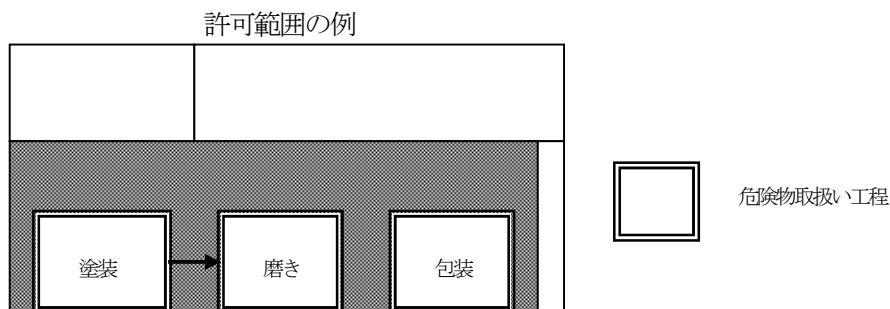 許可範囲の例
危険物取扱い工程
塗装
磨き
包装